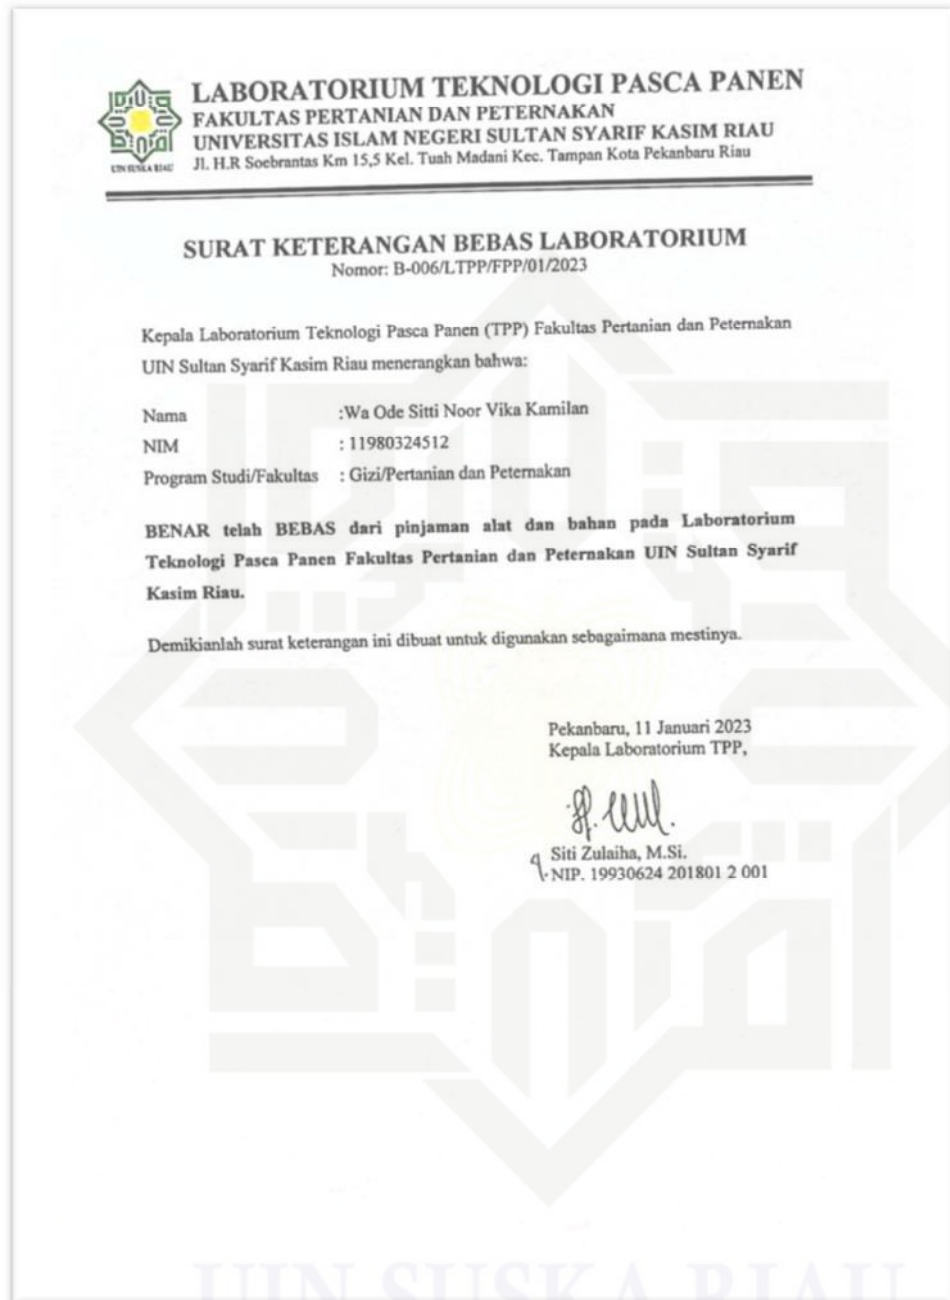 LABORATORIUM TEKNOLOGI PASCA PANEN
FAKULTAS PERTANIAN DAN PETERNAKAN
UNIVERSITAS ISLAM NEGERI SULTAN SYARIF KASIM RIAU
Jl. H.R Soebrantas Km 15,5 Kel. Tuah Madani Kec. Tampan Kota Pekanbaru Riau
UIN SUSKA RIAU
SURAT KETERANGAN BEBAS LABORATORIUM
Nomor: B-006/LTPP/FPP/01/2023
Kepala Laboratorium Teknologi Pasca Panen (TPP) Fakultas Pertanian dan Peternakan
UIN Sultan Syarif Kasim Riau menerangkan bahwa:
Nama :Wa Ode Sitti Noor Vika Kamilan
NIM : 11980324512
Program Studi/Fakultas : Gizi/Pertanian dan Peternakan
BENAR telah BEBAS dari pinjaman alat dan bahan pada Laboratorium
Teknologi Pasca Panen Fakultas Pertanian dan Peternakan UIN Sultan Syarif
Kasim Riau.
Demikianlah surat keterangan ini dibuat untuk digunakan sebagaimana mestinya.
Pekanbaru, 11 Januari 2023
Kepala Laboratorium TPP,
Siti Zulaiha, M.Si.
NIP. 19930624 201801 2 001
UIN SUSKA RIAU